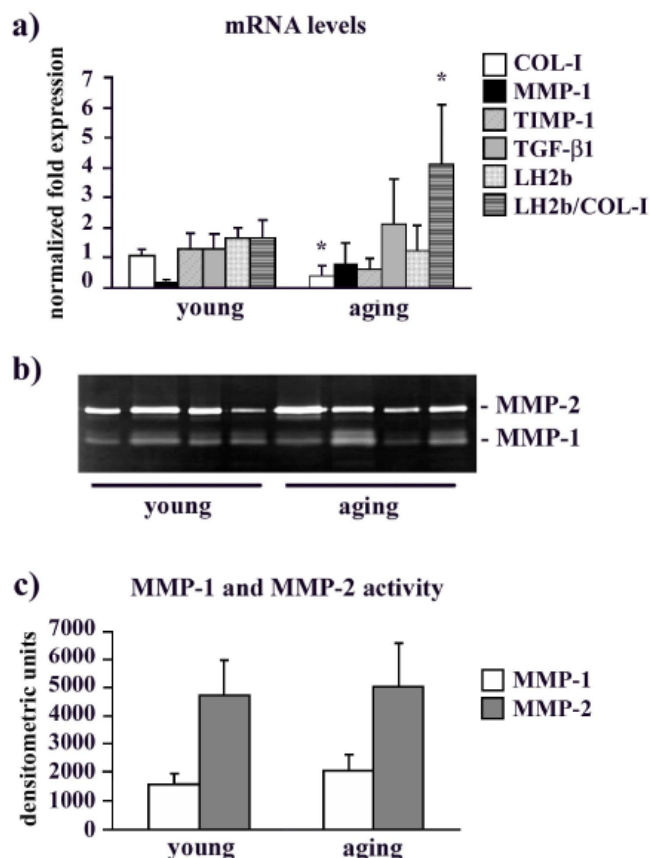 a)
mRNA levels
normalized fold expression
7
6
5
4
3
2
1
0
*
*
young
aging
COL-I
MMP-1
TIMP-1
TGF-β1
LH2b
LH2b/COL-I
b)
- MMP-2
- MMP-1
young
aging
c)
MMP-1 and MMP-2 activity
densitometric units
7000
6000
5000
4000
3000
2000
1000
0
young
aging
MMP-1
MMP-2